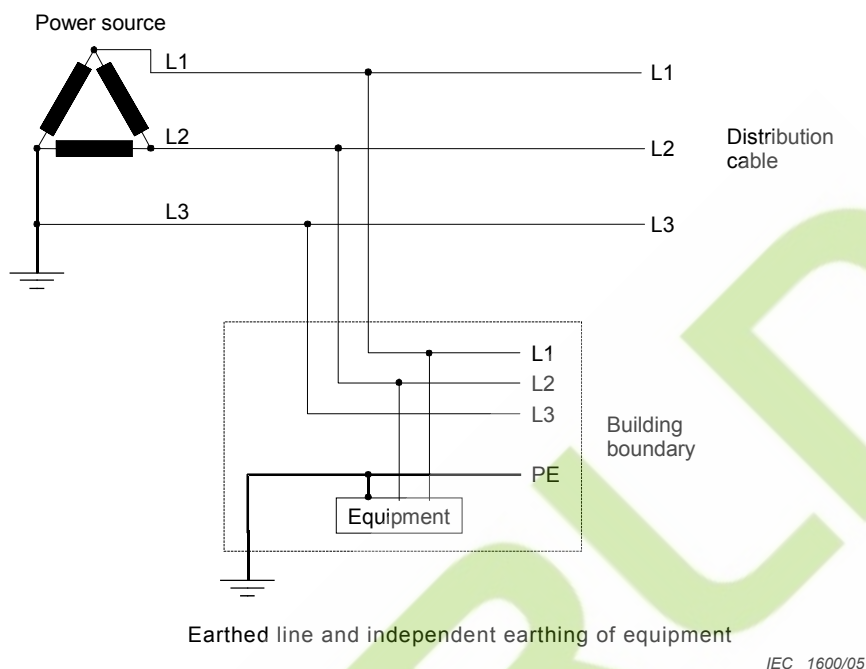 Power source
L1
L1
L2
L2
Distribution
cable
L3
L3
L1
L2
L3
Building
boundary
PE
Equipment
Earthed line and independent earthing of equipment
IEC 1600/05